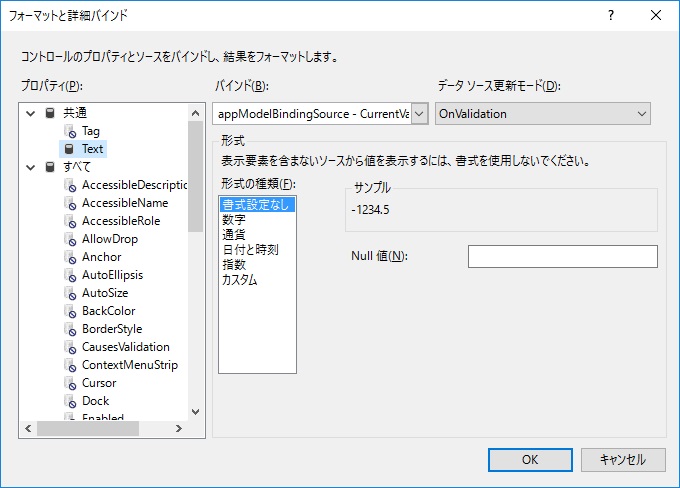 フォーマットと詳細バインド
コントロールのプロパティとソースをバインドし、結果をフォーマットします。
プロパティ(P):
バインド(B):
データ ソース更新モード(D):
共通
Tag
Text
すべて
AccessibleDescriptic
AccessibleName
AccessibleRole
AllowDrop
Anchor
AutoEllipsis
AutoSize
BackColor
BorderStyle
CausesValidation
ContextMenuStrip
Cursor
Dock
Enabled
appModelBindingSource - CurrentVa
OnValidation
形式
表示要素を含まないソースから値を表示するには、書式を使用しないでください。
形式の種類(F):
書式設定なし
数字
通貨
日付と時刻
指数
カスタム
サンプル
-1234.5
Null 値(N):
OK
キャンセル